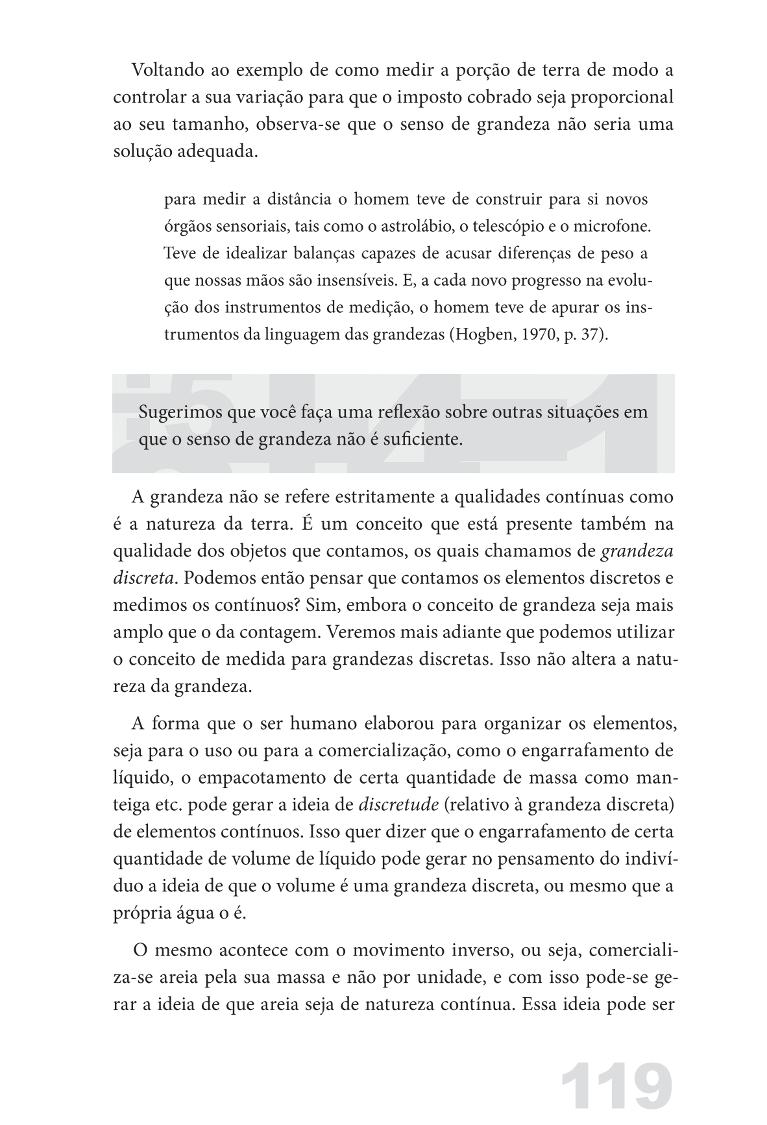 Voltando ao exemplo de como medir a porção de terra de modo a
controlar a sua variação para que o imposto cobrado seja proporcional
ao seu tamanho, observa-se que o senso de grandeza não seria uma
solução adequada.
para medir a distância o homem teve de construir para si novos
órgãos sensoriais, tais como o astrolábio, o telescópio e o microfone.
Teve de idealizar balanças capazes de acusar diferenças de peso a
que nossas mãos são insensíveis. E, a cada novo progresso na evolu-
ção dos instrumentos de medição, o homem teve de apurar os ins-
trumentos da linguagem das grandezas (Hogben, 1970, p. 37).
Sugerimos que você faça uma reflexão sobre outras situações em
que o senso de grandeza não é suficiente.
A grandeza não se refere estritamente a qualidades contínuas como
é a natureza da terra. É um conceito que está presente também na
qualidade dos objetos que contamos, os quais chamamos de grandeza
discreta. Podemos então pensar que contamos os elementos discretos e
medimos os contínuos? Sim, embora o conceito de grandeza seja mais
amplo que o da contagem. Veremos mais adiante que podemos utilizar
o conceito de medida para grandezas discretas. Isso não altera a natu-
reza da grandeza.
A forma que o ser humano elaborou para organizar os elementos,
seja para o uso ou para a comercialização, como o engarrafamento de
líquido, o empacotamento de certa quantidade de massa como man-
teiga etc. pode gerar a ideia de discretude (relativo à grandeza discreta)
de elementos contínuos. Isso quer dizer que o engarrafamento de certa
quantidade de volume de líquido pode gerar no pensamento do indiví-
duo a ideia de que o volume é uma grandeza discreta, ou mesmo que a
própria água o é.
O mesmo acontece com o movimento inverso, ou seja, comerciali-
za-se areia pela sua massa e não por unidade, e com isso pode-se ge-
rar a ideia de que areia seja de natureza contínua. Essa ideia pode ser
119